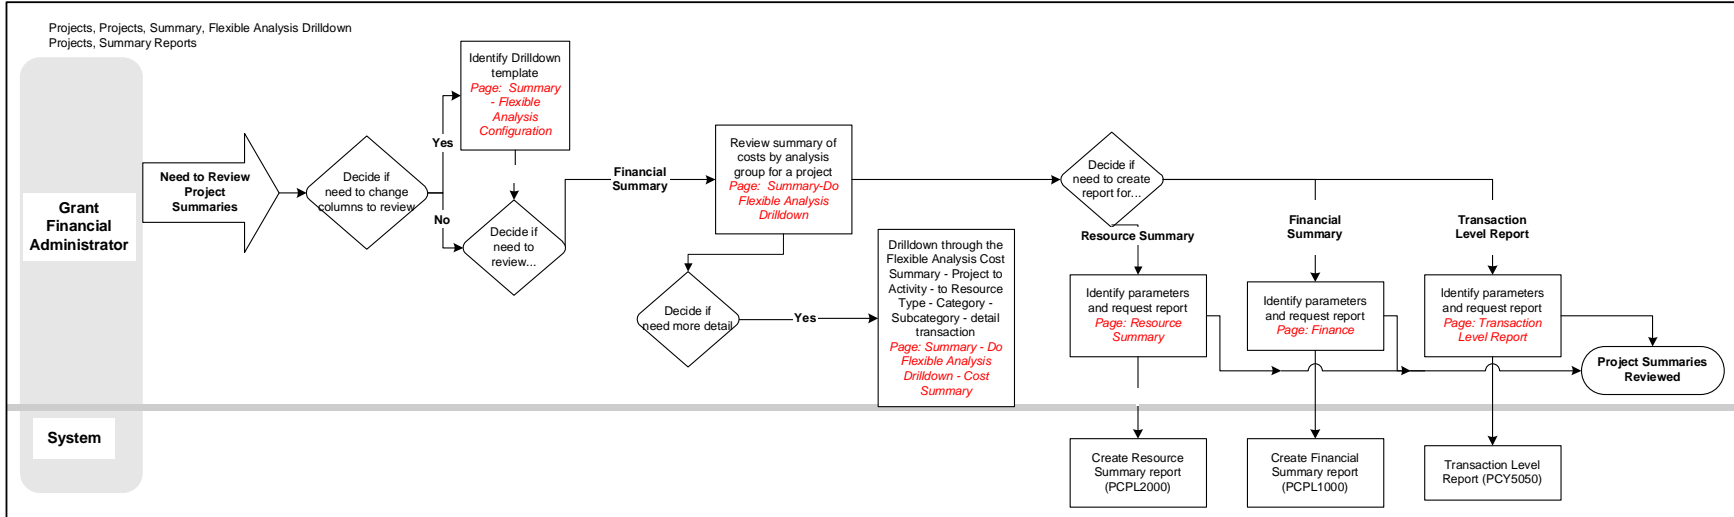 Projects, Projects, Summary, Flexible Analysis Drilldown
Projects, Summary Reports
Grant
Financial
Administrator
Need to Review
Project
Summaries
Decide if
need to change
columns to review
Yes
No
Identify Drilldown
template
Page:  Summary
- Flexible
Analysis
Configuration
Decide if
need to
review...
Financial
Summary
Review summary of
costs by analysis
group for a project
Page:  Summary-Do
Flexible Analysis
Drilldown
Decide if
need more detail
Yes
Drilldown through the
Flexible Analysis Cost
Summary - Project to
Activity - to Resource
Type - Category -
Subcategory - detail
transaction
Page: Summary - Do
Flexible Analysis
Drilldown - Cost
Summary
Decide if
need to create
report for...
Resource Summary
Financial
Summary
Transaction
Level Report
Identify parameters
and request report
Page: Resource
Summary
Identify parameters
and request report
Page: Finance
Identify parameters
and request report
Page: Transaction
Level Report
Project Summaries
Reviewed
System
Create Resource
Summary report
(PCPL2000)
Create Financial
Summary report
(PCPL1000)
Transaction Level
Report (PCY5050)